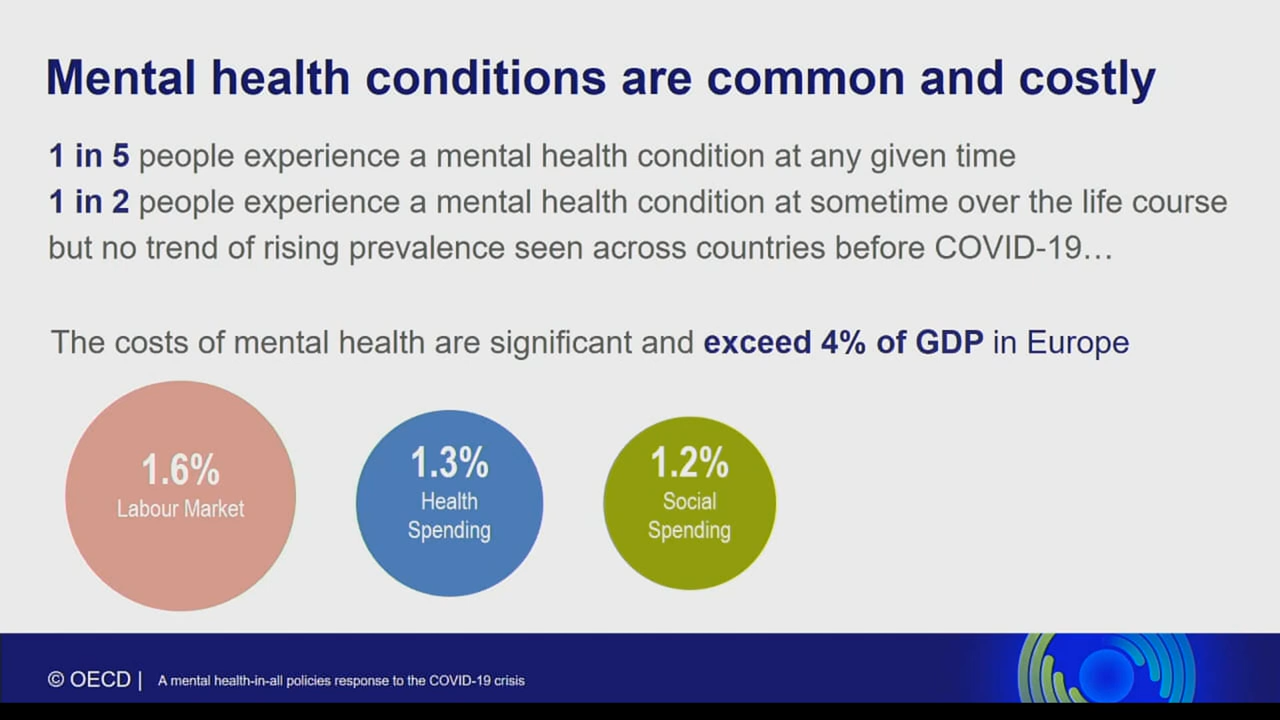 Mental health conditions are common and costly
1 in 5 people experience a mental health condition at any given time
1 in 2 people experience a mental health condition at sometime over the life course
but no trend of rising prevalence seen across countries before COVID-19…
The costs of mental health are significant and exceed 4% of GDP in Europe
1.6%
Labour Market
1.3%
Health
Spending
1.2%
Social
Spending
© OECD | A mental health-in-all policies response to the COVID-19 crisis